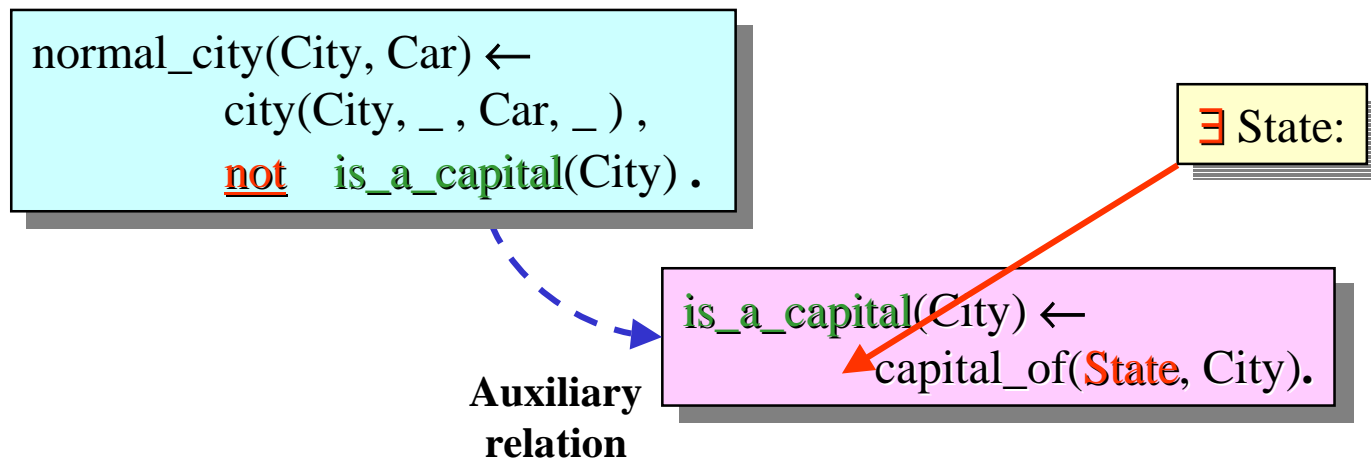 normal_city(City, Car) ←
city(City, _ , Car, _ ) ,
not is_a_capital(City) .
∃ State:
is_a_capital(City) ←
capital_of(State, City).
Auxiliary
relation